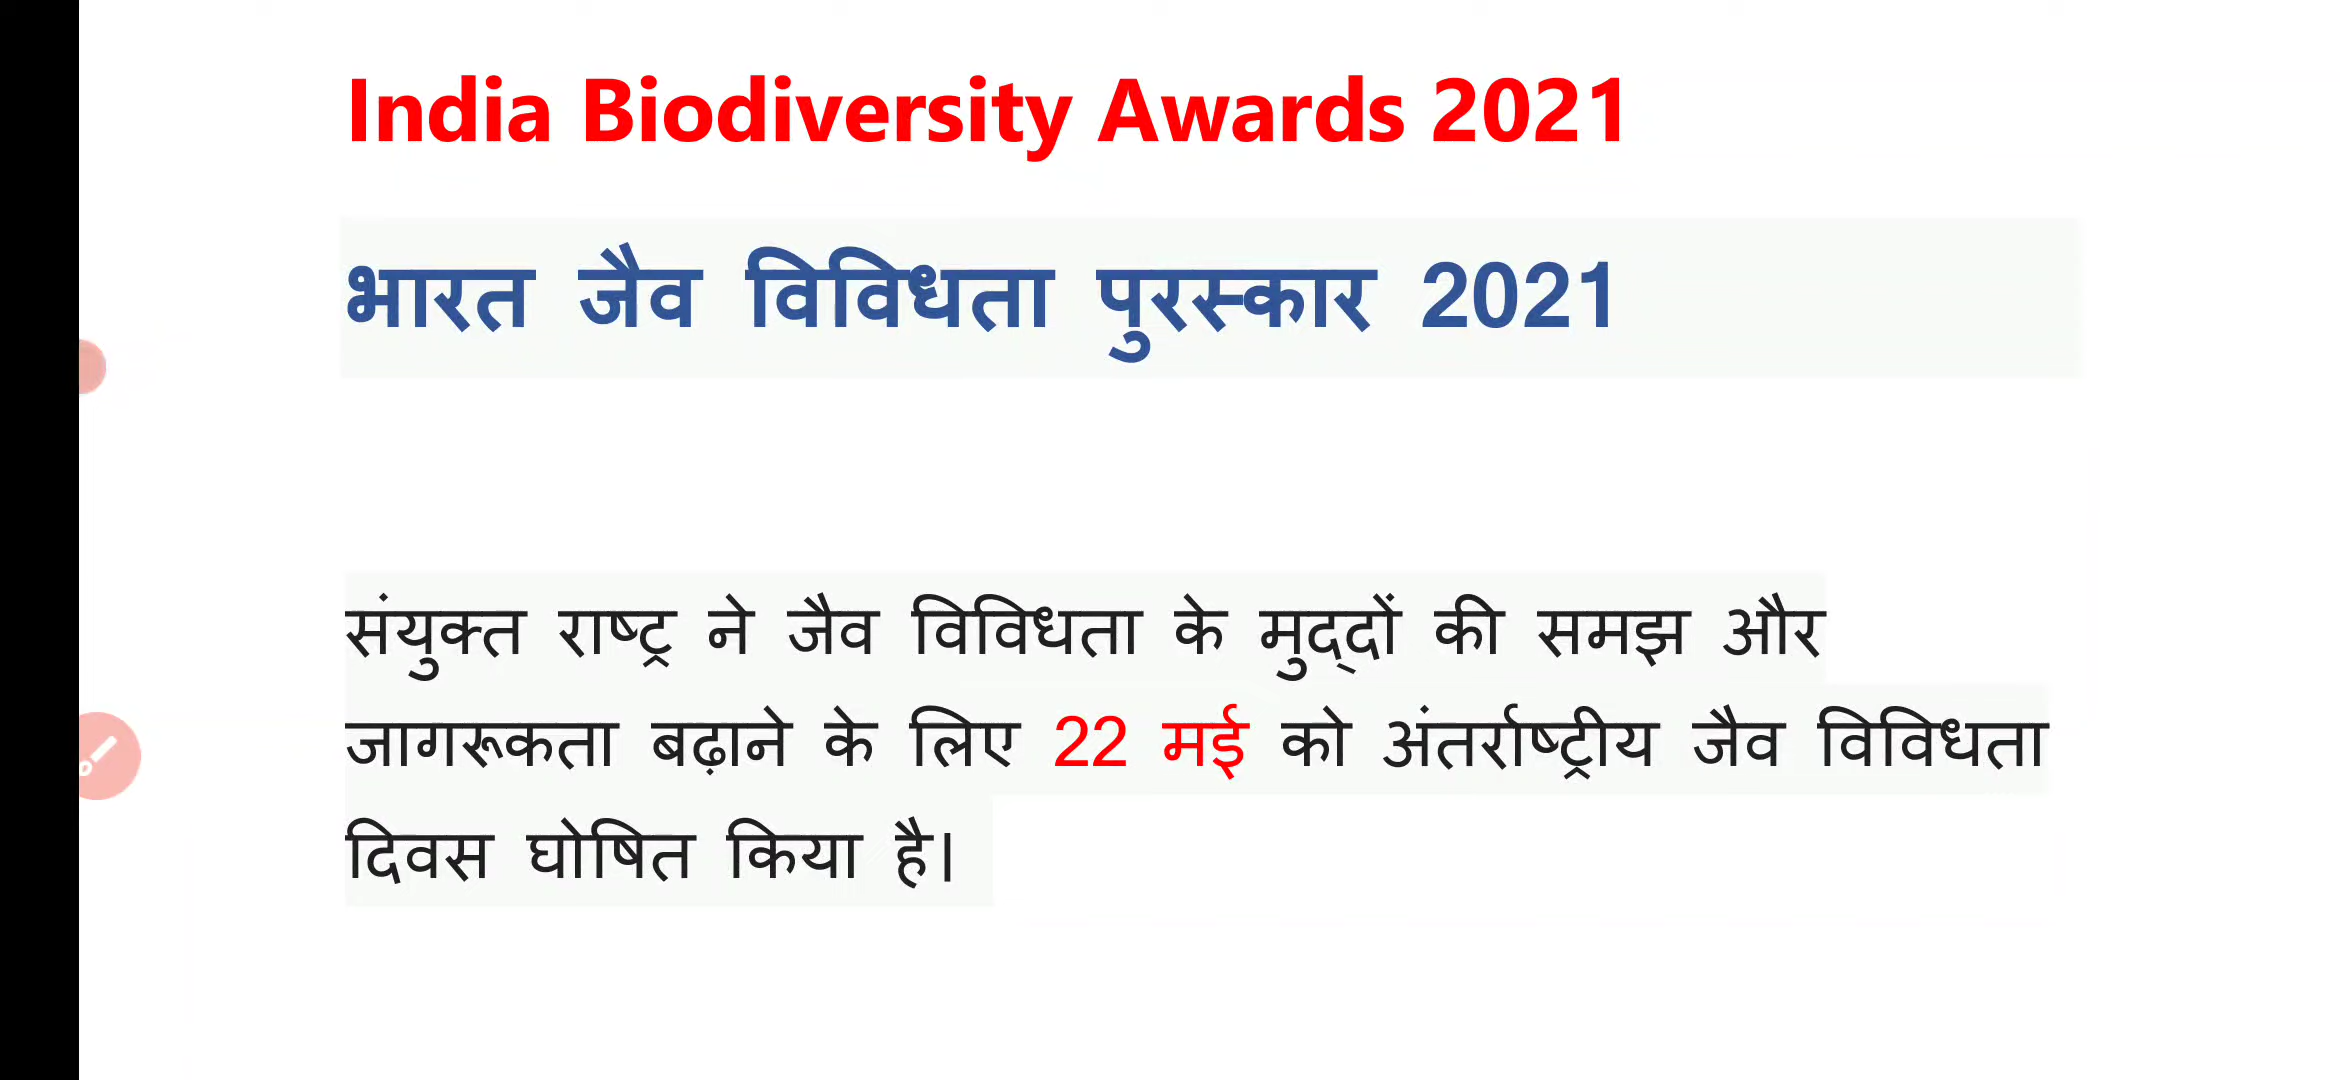 India Biodiversity Awards 2021
भारत जैव विविधता पुरस्कार 2021
संयुक्त राष्ट्र ने जैव विविधता के मुद्दों की समझ और
जागरूकता बढ़ाने के लिए 22 मई को अंतर्राष्ट्रीय जैव विविधता
दिवस घोषित किया है।